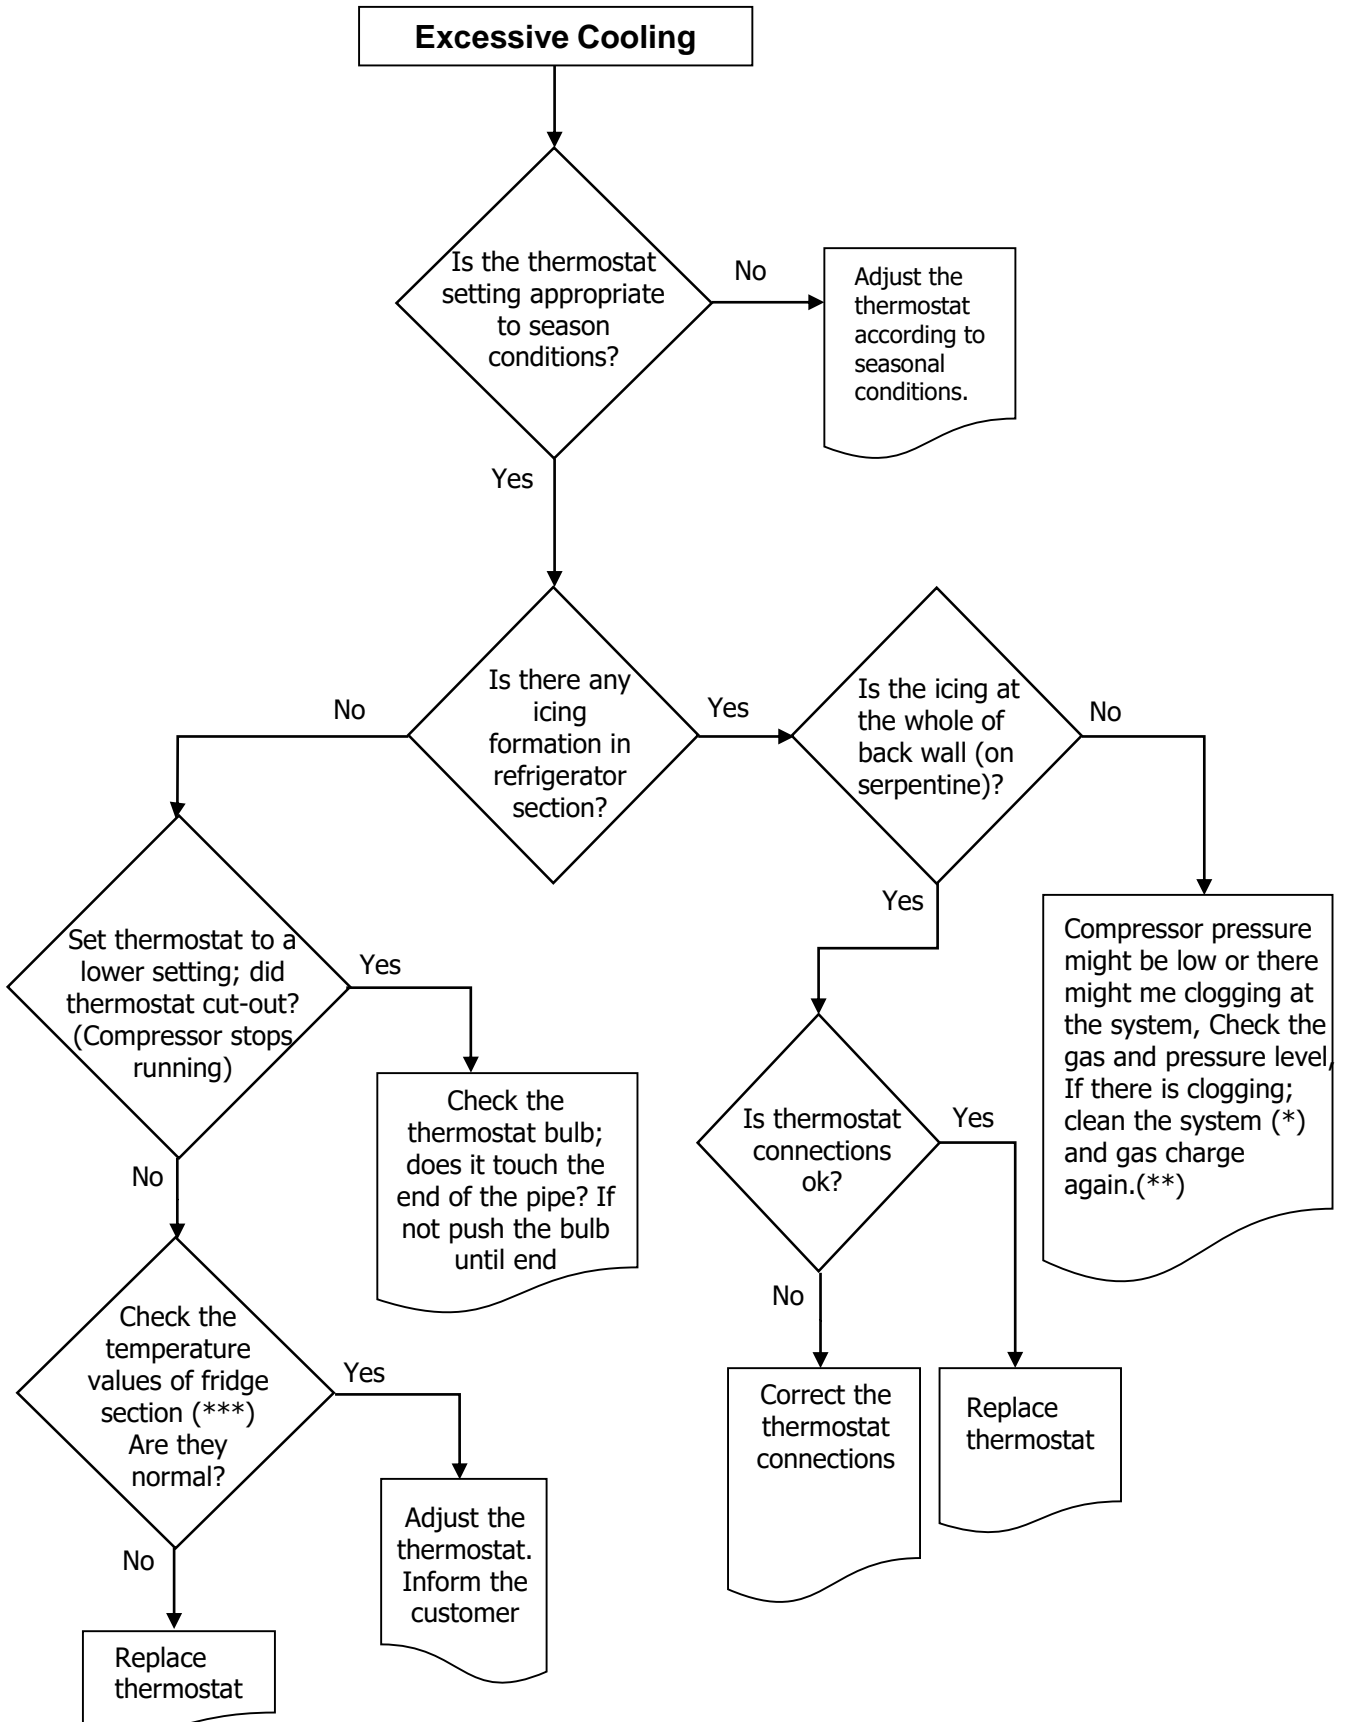 Excessive Cooling
Is the thermostat
setting appropriate
to season
conditions?
No
Adjust the
thermostat
according to
seasonal
conditions.
Yes
Is there any
icing
formation in
refrigerator
section?
No
Yes
Is the icing at
the whole of
back wall (on
serpentine)?
No
Yes
Set thermostat to a
lower setting; did
thermostat cut-out?
(Compressor stops
running)
Yes
No
Check the
thermostat bulb;
does it touch the
end of the pipe? If
not push the bulb
until end
Is thermostat
connections
ok?
Yes
No
Compressor pressure
might be low or there
might me clogging at
the system, Check the
gas and pressure level,
If there is clogging;
clean the system (*)
and gas charge
again.(**)
Check the
temperature
values of fridge
section (***)
Are they
normal?
Yes
No
Adjust the
thermostat.
Inform the
customer
Correct the
thermostat
connections
Replace
thermostat
Replace
thermostat